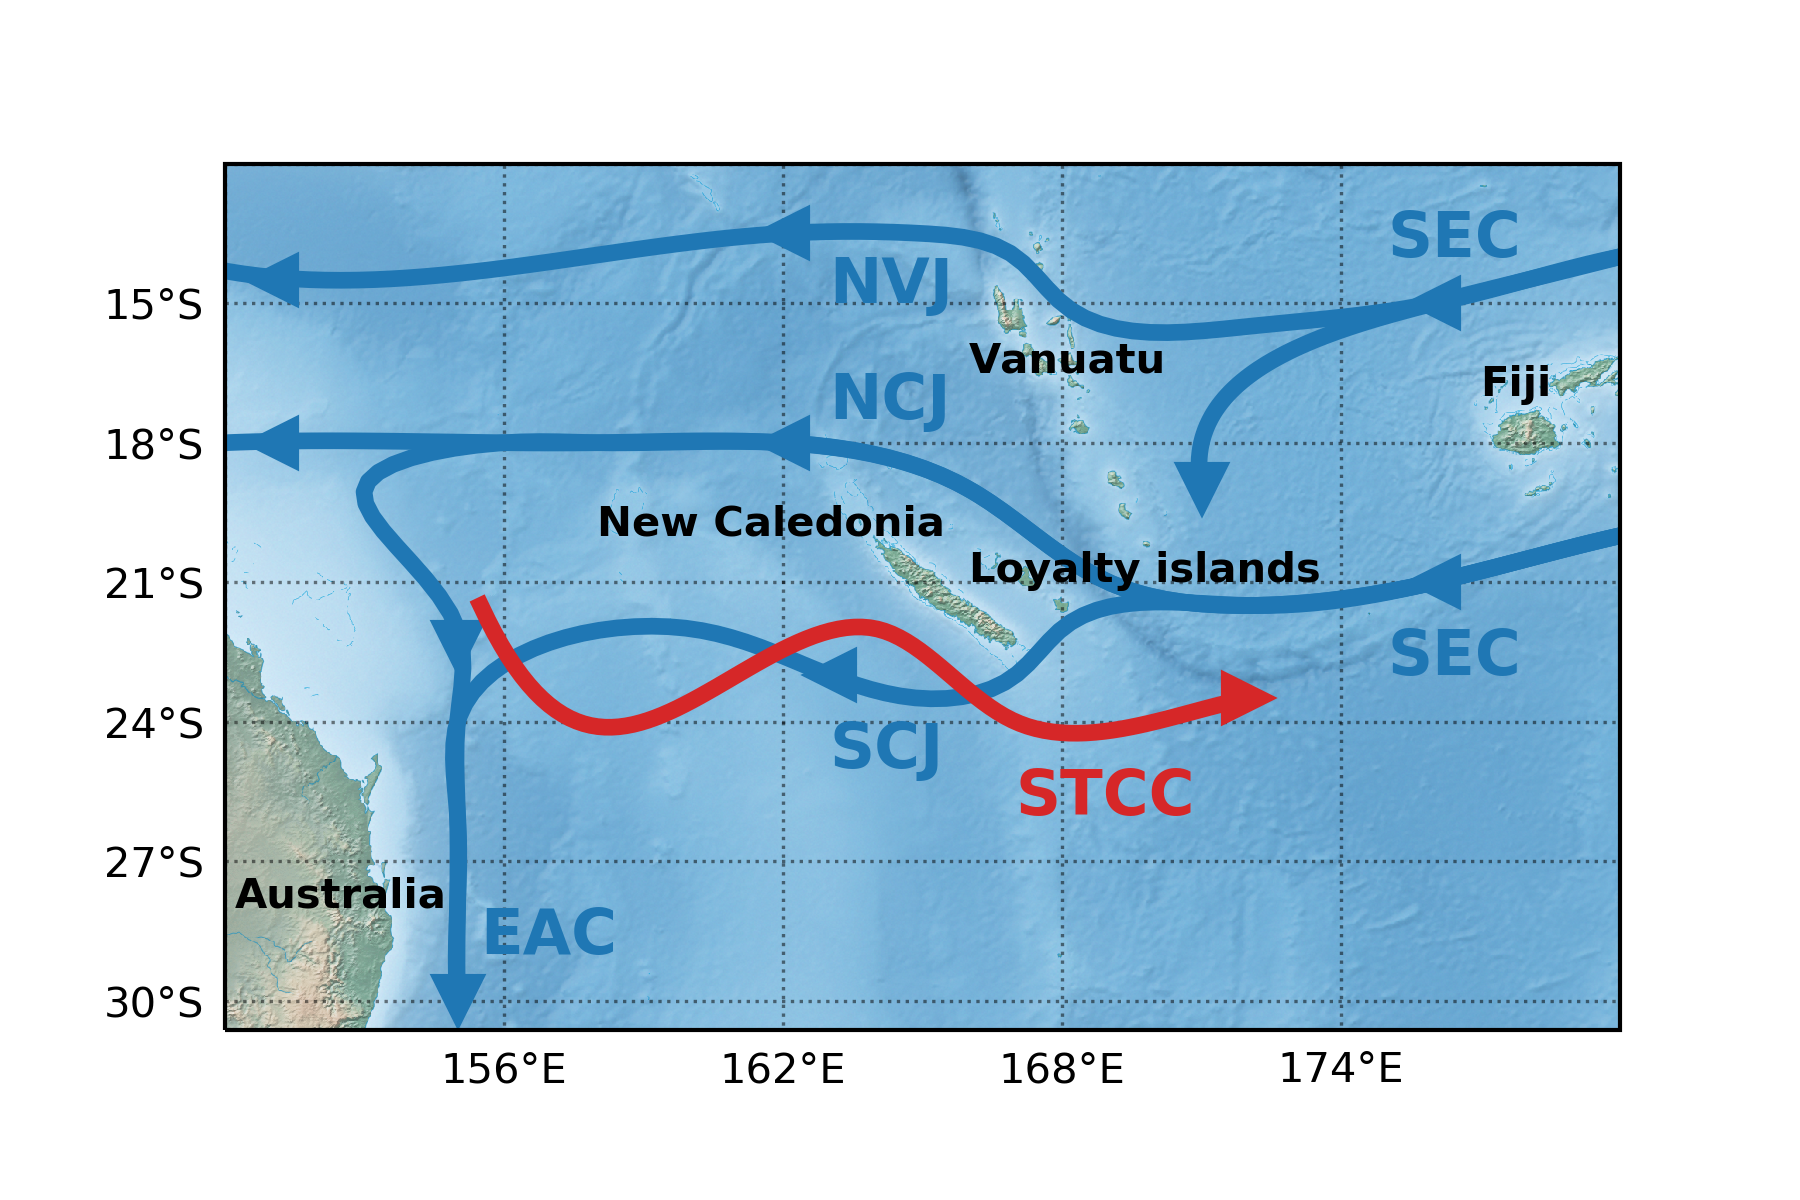 SEC
NVJ
15°S
Vanuatu
Fiji
NCJ
18°S
New Caledonia
Loyalty islands
21°S
SEC
24°S
SCJ
STCC
27°S
Australia
EAC
30°S
156°E
162°E
168°E
174°E